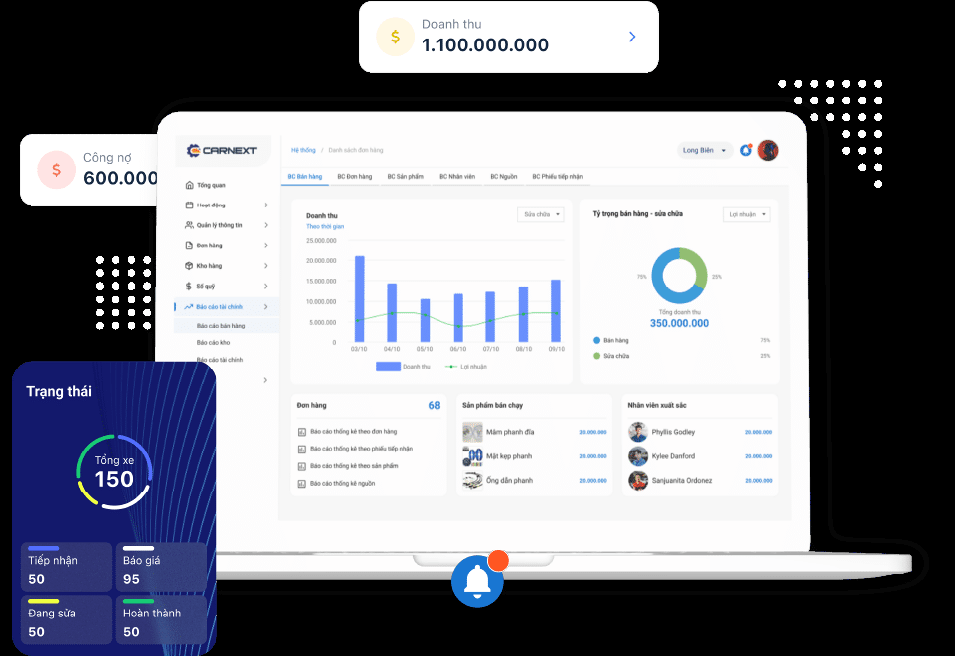 Doanh thu
1.100.000.000
Công nợ
600.000
CARNEXT
Hệ thống / Danh sách đơn hàng
Long Biên
BC Bán hàng
BC Đơn hàng
BC Sản phẩm
BC Nhân viên
BC Nguồn
BC Phiếu tiếp nhận
Tổng quan
Hoạt động
Quản lý thông tin
Đơn hàng
Kho hàng
Sổ quỹ
Báo cáo tài chính
Báo cáo bán hàng
Báo cáo kho
Báo cáo tài chính
Doanh thu
Theo thời gian
Sửa chữa
25.000.000
20.000.000
15.000.000
10.000.000
5.000.000
0
03/10 04/10 05/10 06/10 07/10 08/10 09/10
Doanh thu
Lợi nhuận
Tỷ trọng bán hàng - sửa chữa
Lợi nhuận
75%
25%
Tổng doanh thu
350.000.000
Bán hàng 75%
Sửa chữa 25%
Đơn hàng 68
Báo cáo thống kê theo đơn hàng
Báo cáo thống kê theo phiếu tiếp nhận
Báo cáo thống kê theo sản phẩm
Báo cáo thống kê nguồn
Sản phẩm bán chạy
Mâm phanh đĩa 20.000.000
Mặt kẹp phanh 20.000.000
Ống dẫn phanh 20.000.000
Nhân viên xuất sắc
Phyllis Godley 20.000.000
Kylee Danford 20.000.000
Sanjuanita Ordonez 20.000.000
Trạng thái
Tổng xe
150
Tiếp nhận
50
Báo giá
95
Đang sửa
50
Hoàn thành
50